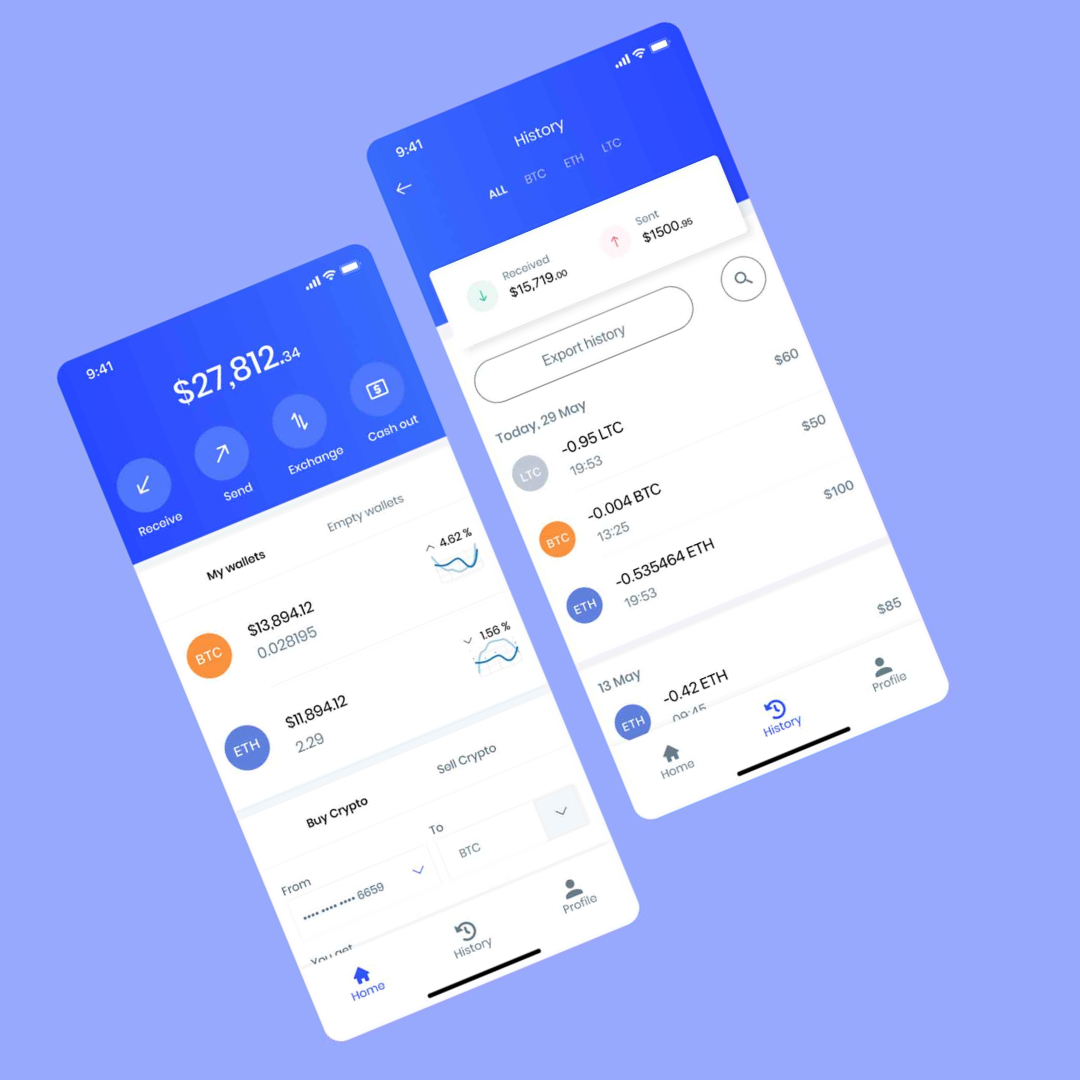 9:41
$27,812.34
Receive
Send
Exchange
Cash out
My wallets
Empty wallets
BTC
$13,894.12
0.028195
4.62 %
ETH
$11,894.12
2.29
1.56 %
Buy Crypto
Sell Crypto
From
To
•••• •••• •••• 6659
BTC
You get
Home
History
Profile
9:41
History
ALL
BTC
ETH
LTC
Received
$15,719.00
Sent
$1500.95
Export history
Today, 29 May
LTC
-0.95 LTC
19:53
$60
BTC
-0.004 BTC
13:25
$50
ETH
-0.535464 ETH
19:53
$100
13 May
ETH
-0.42 ETH
09:45
$85
Home
History
Profile